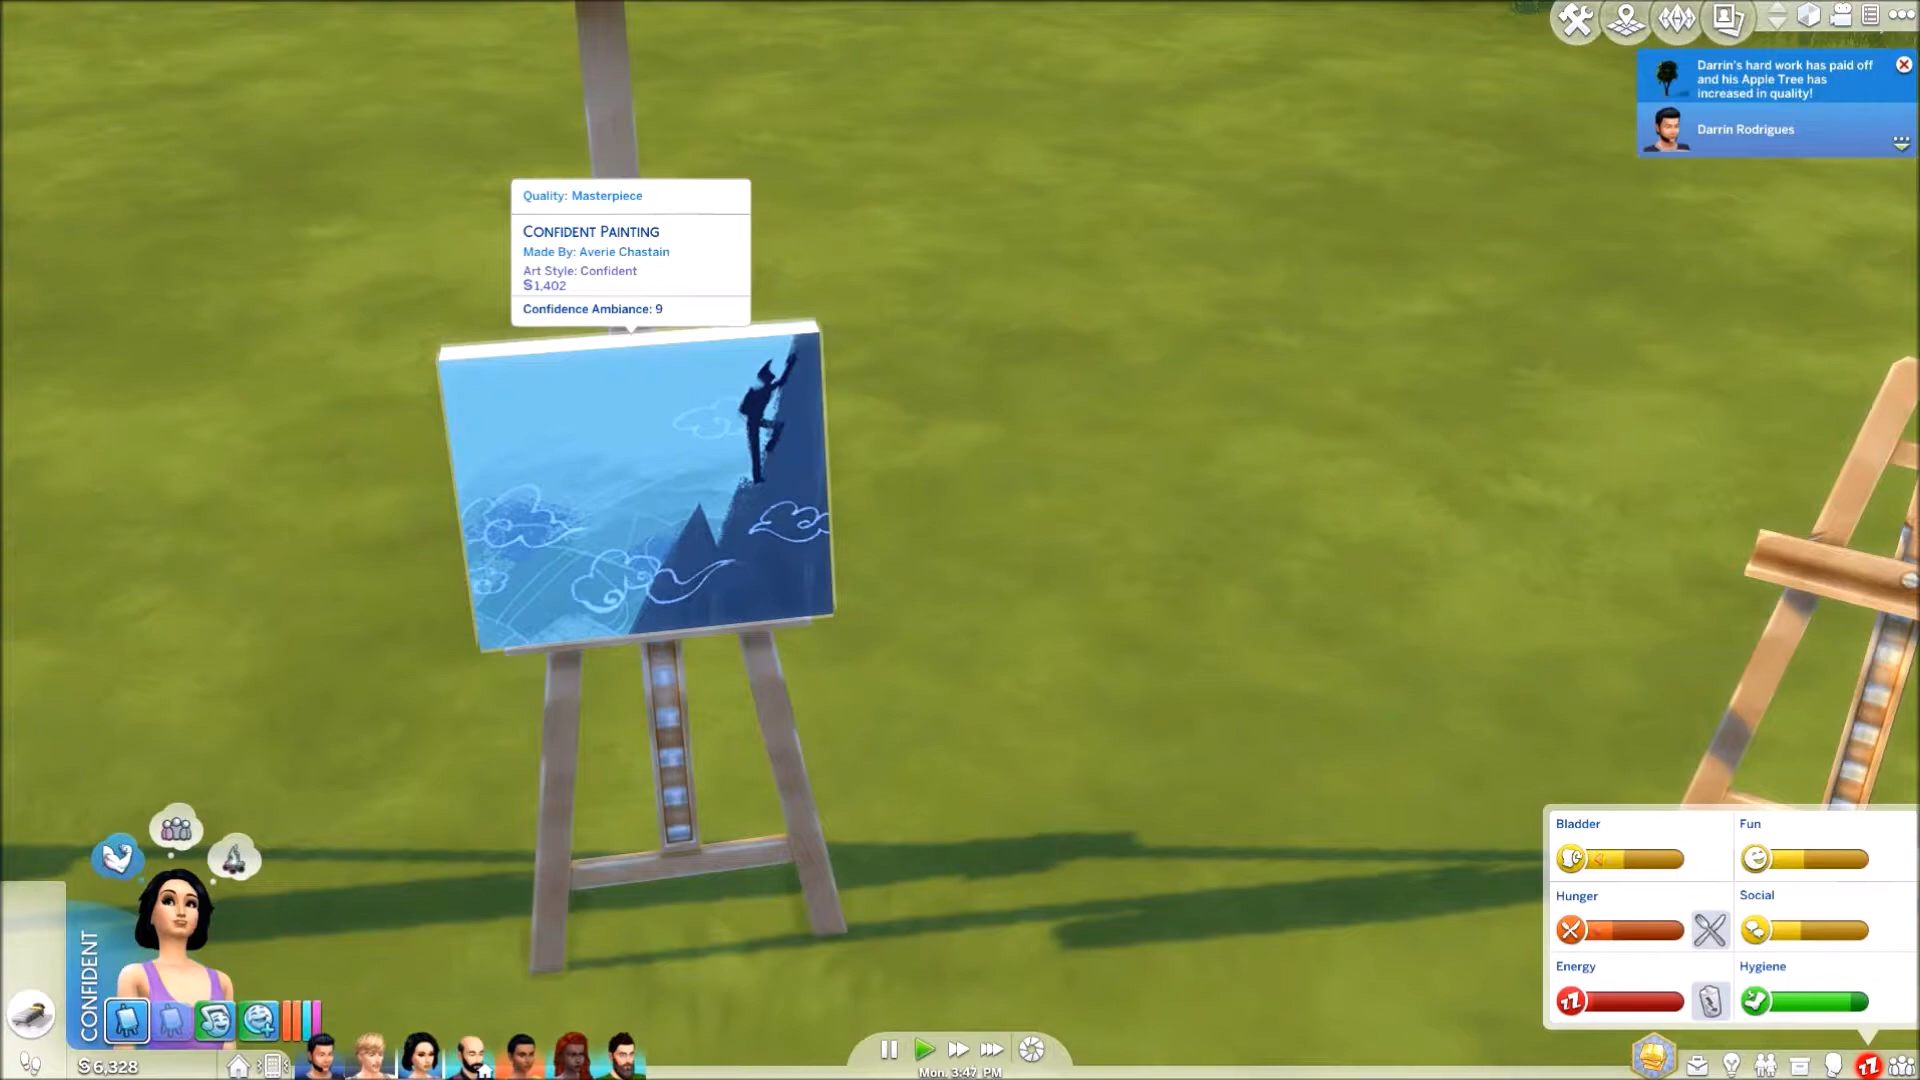 Darrin's hard work has paid off
and his Apple Tree has
increased in quality!
Darrin Rodrigues
Quality: Masterpiece
CONFIDENT PAINTING
Made By: Averie Chastain
Art Style: Confident
§1,402
Confidence Ambiance: 9
Bladder
Fun
Hunger
Social
Energy
Hygiene
CONFIDENT
§6,328
Mon. 3:47 PM